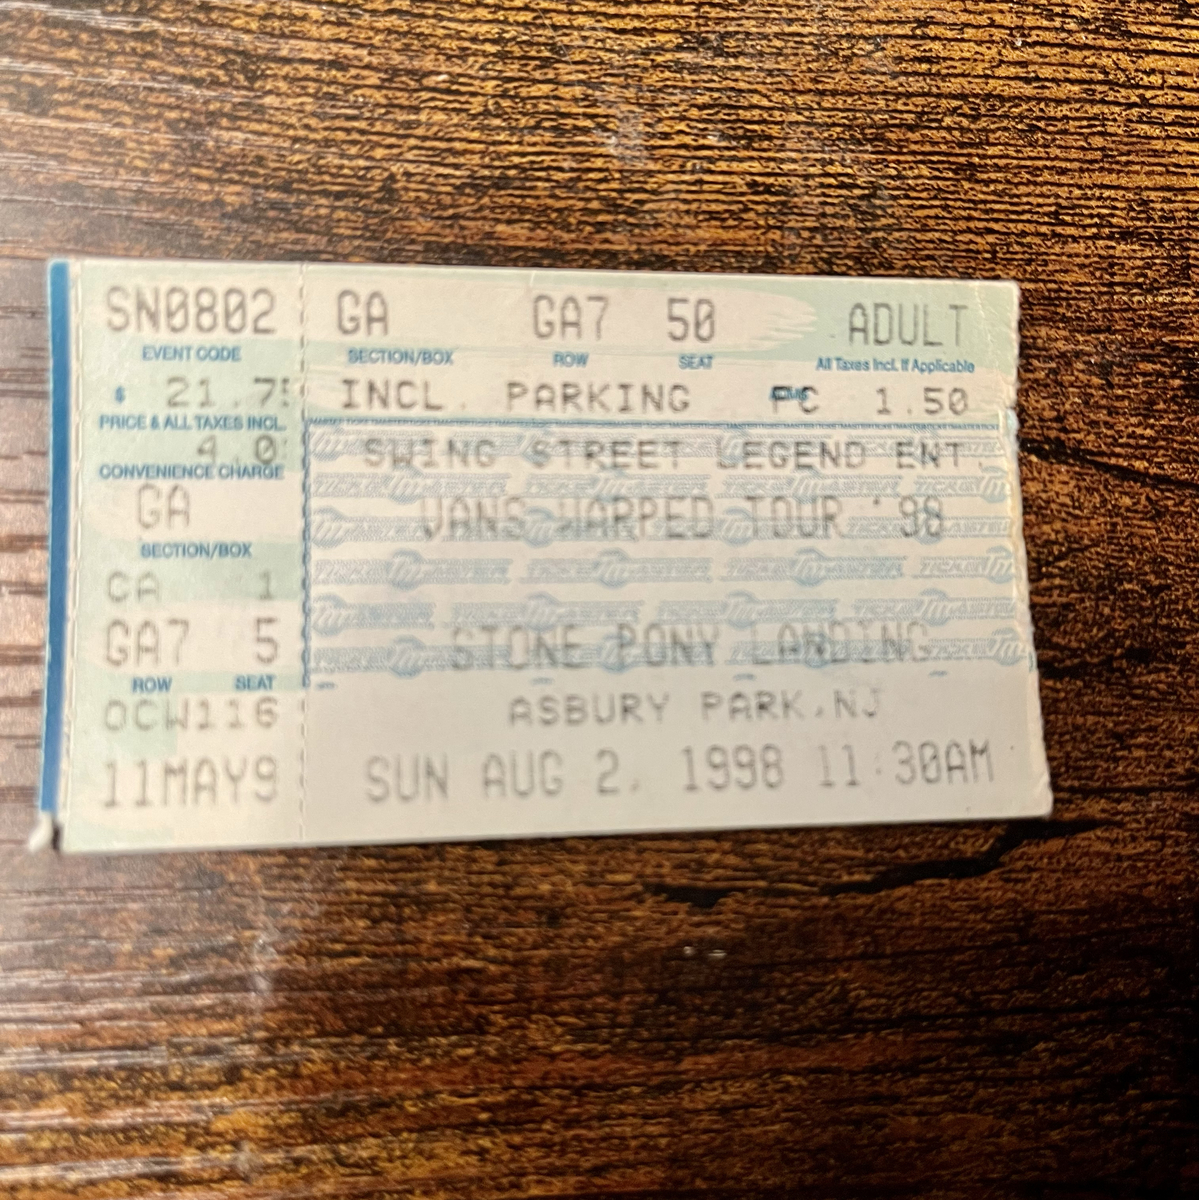 SN0802 GA GA7 50 ADULT
EVENT CODE SECTION/BOX ROW SEAT All Taxes Incl. If Applicable
$ 21.75 INCL. PARKING 1.50
PRICE & ALL TAXES INCL.
4.0
CONVENIENCE CHARGE
GA
SECTION/BOX
CA 1
GA7 5
ROW SEAT
OCW116
11MAY9
SWING STREET LEGEND ENT.
VANS WARPED TOUR '98
STONE PONY LANDING
ASBURY PARK,NJ
SUN AUG 2, 1998 11:30AM